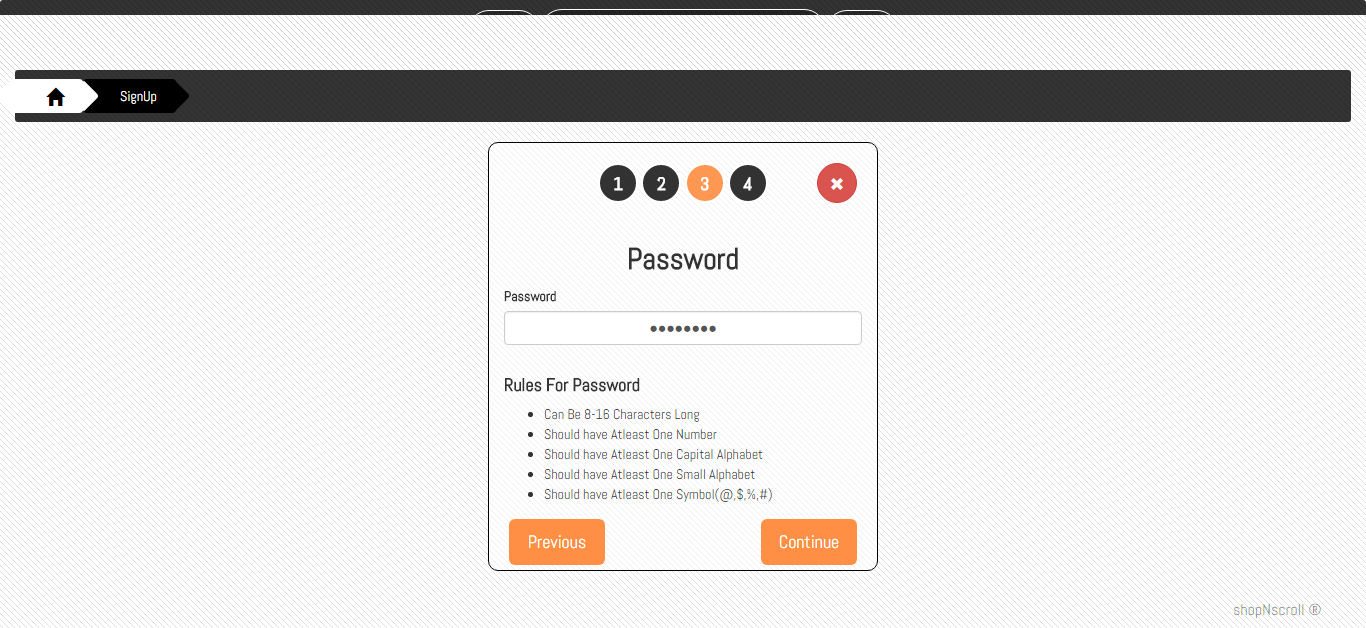 SignUp
1 2 3 4
Password
Password
••••••••
Rules For Password
Can Be 8-16 Characters Long
Should have Atleast One Number
Should have Atleast One Capital Alphabet
Should have Atleast One Small Alphabet
Should have Atleast One Symbol(@,$,%,#)
Previous Continue
shopNscroll ®